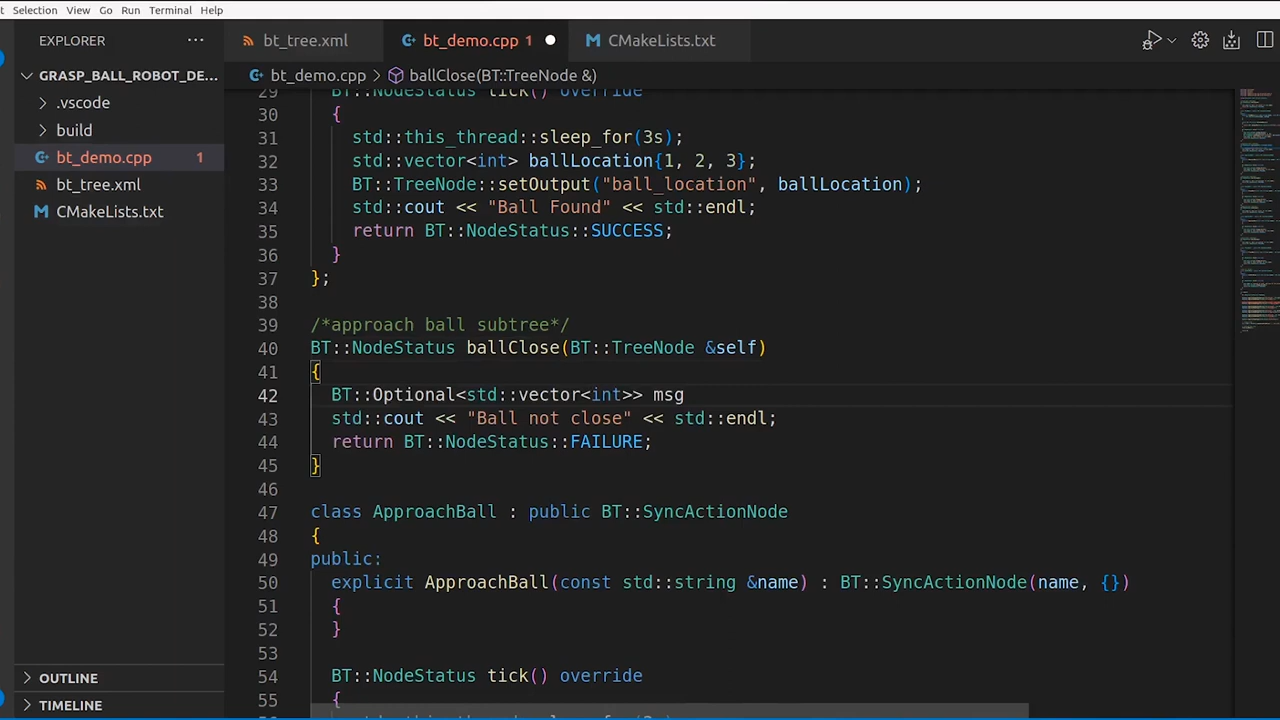 Selection View Go Run Terminal Help
EXPLORER ...
bt_tree.xml
bt_demo.cpp 1
CMakeLists.txt
GRASP_BALL_ROBOT_DE...
bt_demo.cpp > ballClose(BT::TreeNode &)
.vscode
build
bt_demo.cpp 1
bt_tree.xml
CMakeLists.txt
29 BT::NodeStatus tick() override
30 {
31 std::this_thread::sleep_for(3s);
32 std::vector<int> ballLocation{1, 2, 3};
33 BT::TreeNode::setOutput("ball_location", ballLocation);
34 std::cout << "Ball Found" << std::endl;
35 return BT::NodeStatus::SUCCESS;
36 }
37 };
38
39 /*approach ball subtree*/
40 BT::NodeStatus ballClose(BT::TreeNode &self)
41 {
42 BT::Optional<std::vector<int>> msg
43 std::cout << "Ball not close" << std::endl;
44 return BT::NodeStatus::FAILURE;
45 }
46
47 class ApproachBall : public BT::SyncActionNode
48 {
49 public:
50 explicit ApproachBall(const std::string &name) : BT::SyncActionNode(name, {})
51 {
52 }
53
54 BT::NodeStatus tick() override
55 {
OUTLINE
TIMELINE